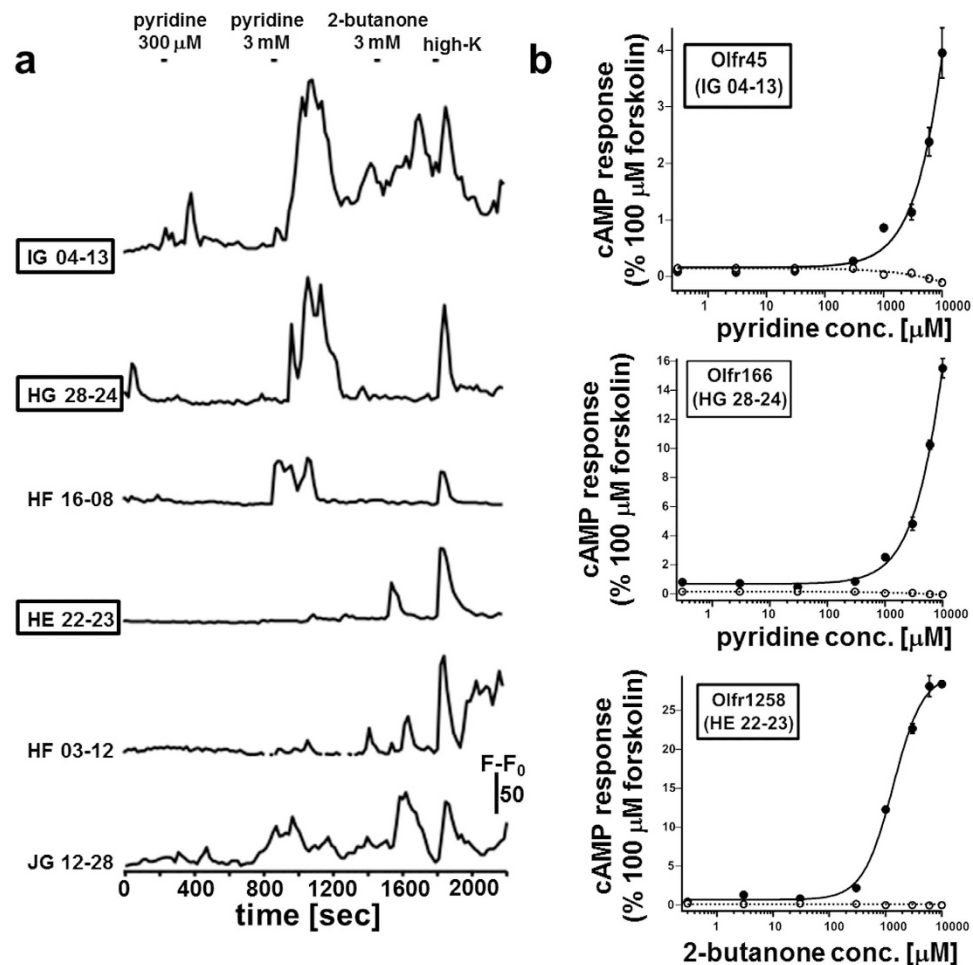 a
pyridine
300 μM
pyridine
3 mM
2-butanone
3 mM
high-K
IG 04-13
HG 28-24
HF 16-08
HE 22-23
HF 03-12
JG 12-28
F-F0
50
0 400 800 1200 1600 2000
time [sec]
b
Olfr45
(IG 04-13)
cAMP response
(% 100 μM forskolin)
4
2
0
1 10 100 1000 10000
pyridine conc. [μM]
Olfr166
(HG 28-24)
cAMP response
(% 100 μM forskolin)
16
14
12
10
8
6
4
2
0
1 10 100 1000 10000
pyridine conc. [μM]
Olfr1258
(HE 22-23)
cAMP response
(% 100 μM forskolin)
25
20
15
10
5
0
1 10 100 1000 10000
2-butanone conc. [μM]